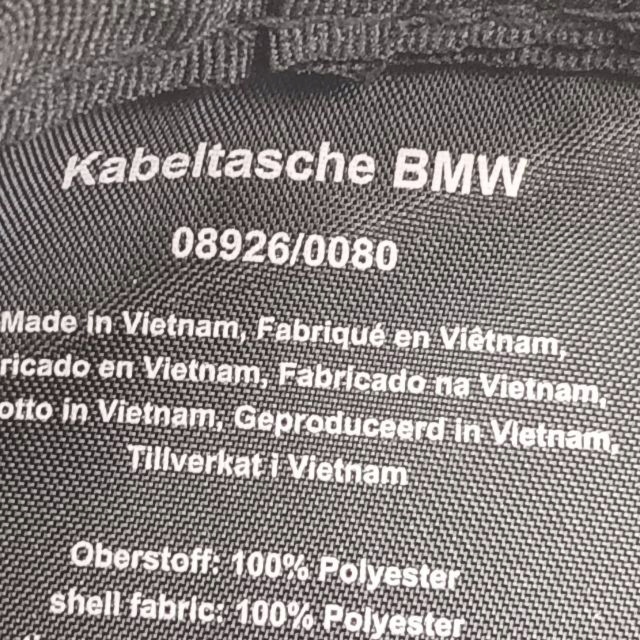 Kabeltasche BMW
08926/0080
Made in Vietnam, Fabriqué en Viêtnam,
ricado en Vietnam, Fabricado na Vietnam,
otto in Vietnam, Geproduceerd in Vietnam,
Tillverkat i Vietnam
Oberstoff: 100% Polyester
shell fabric: 100% Polyester